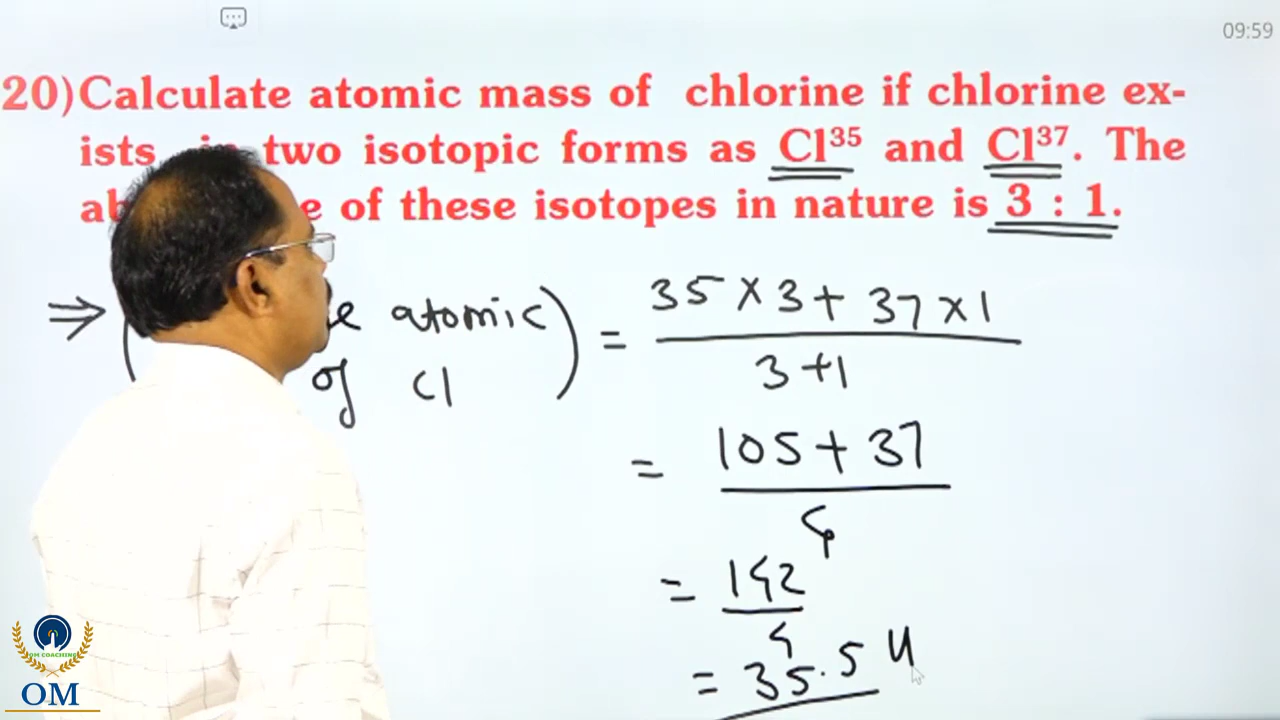 09:59
20) Calculate atomic mass of chlorine if chlorine ex-
ists two isotopic forms as Cl³⁵ and Cl³⁷. The
of these isotopes in nature is 3 : 1.
⇒ ( atomic of Cl ) = 35 × 3 + 37 × 1 / 3 + 1
= 105 + 37 / 4
= 142 / 4
= 35.5 u
OM COACHING
OM